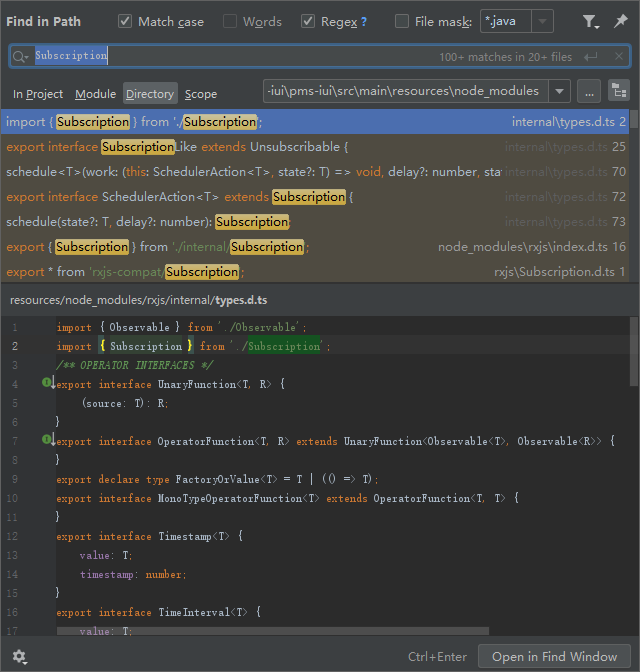 Find in Path Match case Words Regex ? File mask: *.java
Subscription 100+ matches in 20+ files
In Project Module Directory Scope -iui\pms-iui\src\main\resources\node_modules ...
import { Subscription } from './Subscription'; internal\types.d.ts 2
export interface SubscriptionLike extends Unsubscribable { internal\types.d.ts 25
schedule<T>(work: (this: SchedulerAction<T>, state?: T) => void, delay?: number, stat internal\types.d.ts 70
export interface SchedulerAction<T> extends Subscription { internal\types.d.ts 72
schedule(state?: T, delay?: number): Subscription; internal\types.d.ts 73
export { Subscription } from './internal/Subscription'; node_modules\rxjs\index.d.ts 16
export * from 'rxjs-compat/Subscription'; rxjs\Subscription.d.ts 1
resources/node_modules/rxjs/internal/types.d.ts
1 import { Observable } from './Observable';
2 import { Subscription } from './Subscription';
3 /** OPERATOR INTERFACES */
4 export interface UnaryFunction<T, R> {
5 (source: T): R;
6 }
7 export interface OperatorFunction<T, R> extends UnaryFunction<Observable<T>, Observable<R>> {
8 }
9 export declare type FactoryOrValue<T> = T | (() => T);
10 export interface MonoTypeOperatorFunction<T> extends OperatorFunction<T, T> {
11 }
12 export interface Timestamp<T> {
13 value: T;
14 timestamp: number;
15 }
16 export interface TimeInterval<T> {
17 value: T;
Ctrl+Enter Open in Find Window